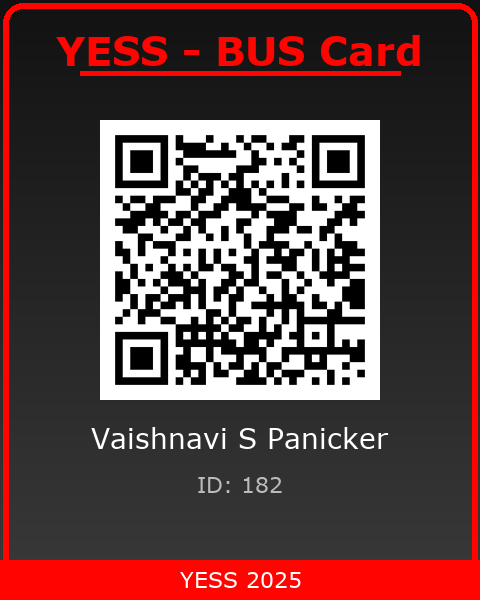 YESS - BUS Card
Vaishnavi S Panicker
ID: 182
YESS 2025